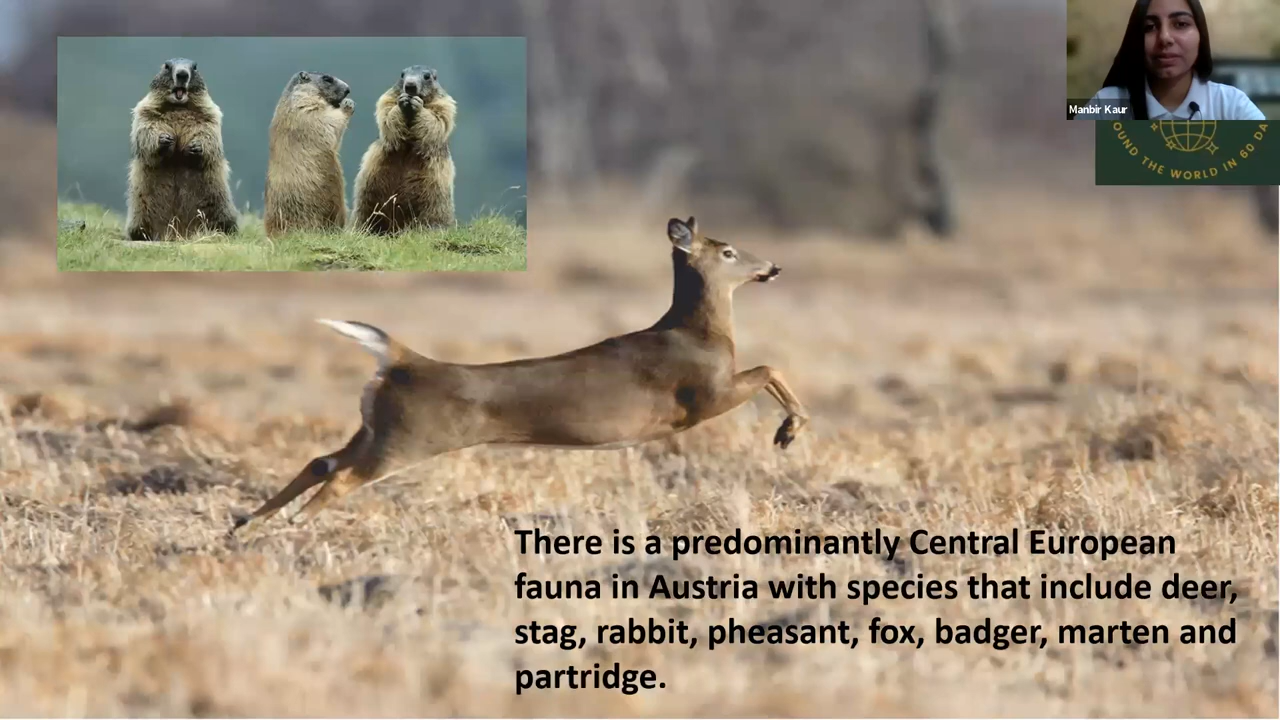 Manbir Kaur
OUND THE WORLD IN 60 DA
There is a predominantly Central European
fauna in Austria with species that include deer,
stag, rabbit, pheasant, fox, badger, marten and
partridge.